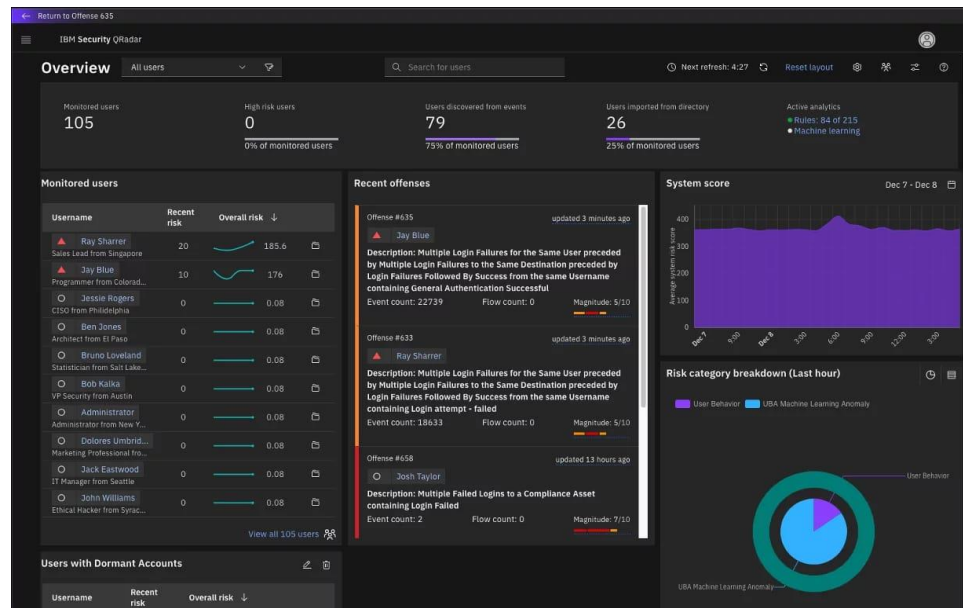 ← Return to Offense 635
IBM Security QRadar
Overview
All users
Search for users
Next refresh: 4:27
Reset layout
Monitored users
105
High risk users
0
0% of monitored users
Users discovered from events
79
75% of monitored users
Users imported from directory
26
25% of monitored users
Active analytics
Rules: 84 of 215
Machine learning
Monitored users
Username Recent risk Overall risk ↓
Ray Sharrer 20 185.6
Sales Lead from Singapore
Jay Blue 10 176
Programmer from Colorad...
Jessie Rogers 0 0.08
CISO from Philidelphia
Ben Jones 0 0.08
Architect from El Paso
Bruno Loveland 0 0.08
Statistician from Salt Lake...
Bob Kalka 0 0.08
VP Security from Austin
Administrator 0 0.08
Administrator from New Y...
Dolores Umbrid... 0 0.08
Marketing Professional fro...
Jack Eastwood 0 0.08
IT Manager from Seattle
John Williams 0 0.08
Ethical Hacker from Syrac...
View all 105 users
Users with Dormant Accounts
Username Recent risk Overall risk ↓
Recent offenses
Offense #635 updated 3 minutes ago
Jay Blue
Description: Multiple Login Failures for the Same User preceded
by Multiple Login Failures to the Same Destination preceded by
Login Failures Followed By Success from the same Username
containing General Authentication Successful
Event count: 22739 Flow count: 0 Magnitude: 5/10
Offense #633 updated 3 minutes ago
Ray Sharrer
Description: Multiple Login Failures for the Same User preceded
by Multiple Login Failures to the Same Destination preceded by
Login Failures Followed By Success from the same Username
containing Login attempt - failed
Event count: 18633 Flow count: 0 Magnitude: 5/10
Offense #658 updated 13 hours ago
Josh Taylor
Description: Multiple Failed Logins to a Compliance Asset
containing Login Failed
Event count: 2 Flow count: 0 Magnitude: 7/10
System score Dec 7 - Dec 8
Average system risk score
400
300
200
100
0
Dec 7 9:00 Dec 8 3:00 6:00 9:00 12:00 3:00
Risk category breakdown (Last hour)
User Behavior UBA Machine Learning Anomaly
User Behavior
UBA Machine Learning Anomaly